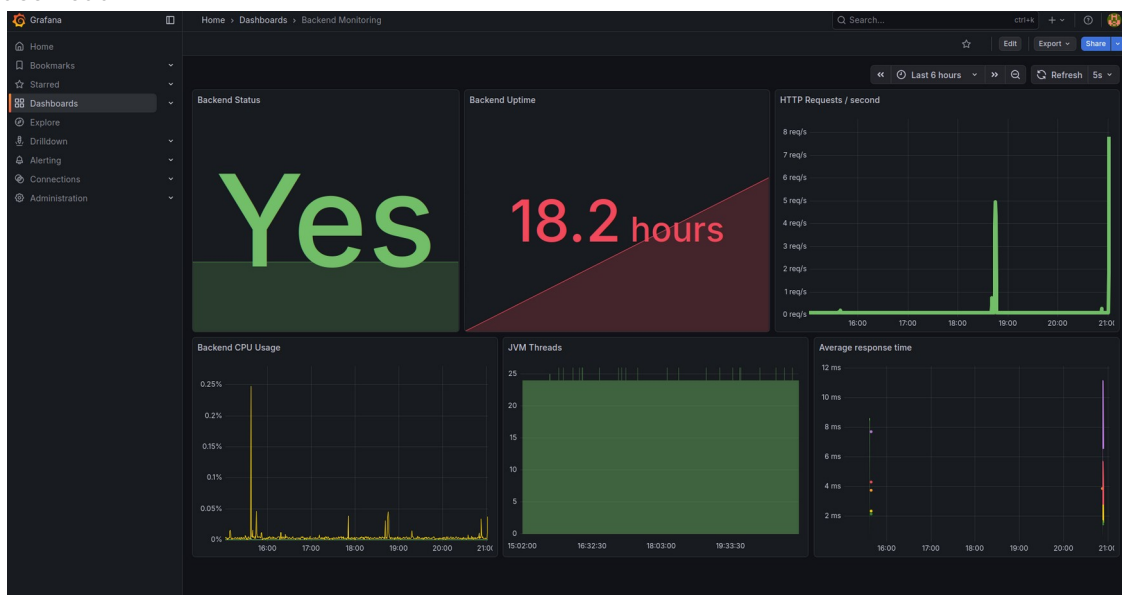 Grafana
Home › Dashboards › Backend Monitoring
Search...
ctrl+k
Home
Bookmarks
Starred
Dashboards
Explore
Drilldown
Alerting
Connections
Administration
Edit
Export
Share
Last 6 hours
Refresh
5s
Backend Status
Yes
Backend Uptime
18.2 hours
HTTP Requests / second
8 req/s
7 req/s
6 req/s
5 req/s
4 req/s
3 req/s
2 req/s
1 req/s
0 req/s
16:00 17:00 18:00 19:00 20:00 21:00
Backend CPU Usage
0.25%
0.2%
0.15%
0.1%
0.05%
0%
16:00 17:00 18:00 19:00 20:00 21:00
JVM Threads
25
20
15
10
5
0
15:02:00 16:32:30 18:03:00 19:33:30
Average response time
12 ms
10 ms
8 ms
6 ms
4 ms
2 ms
16:00 17:00 18:00 19:00 20:00 21:00